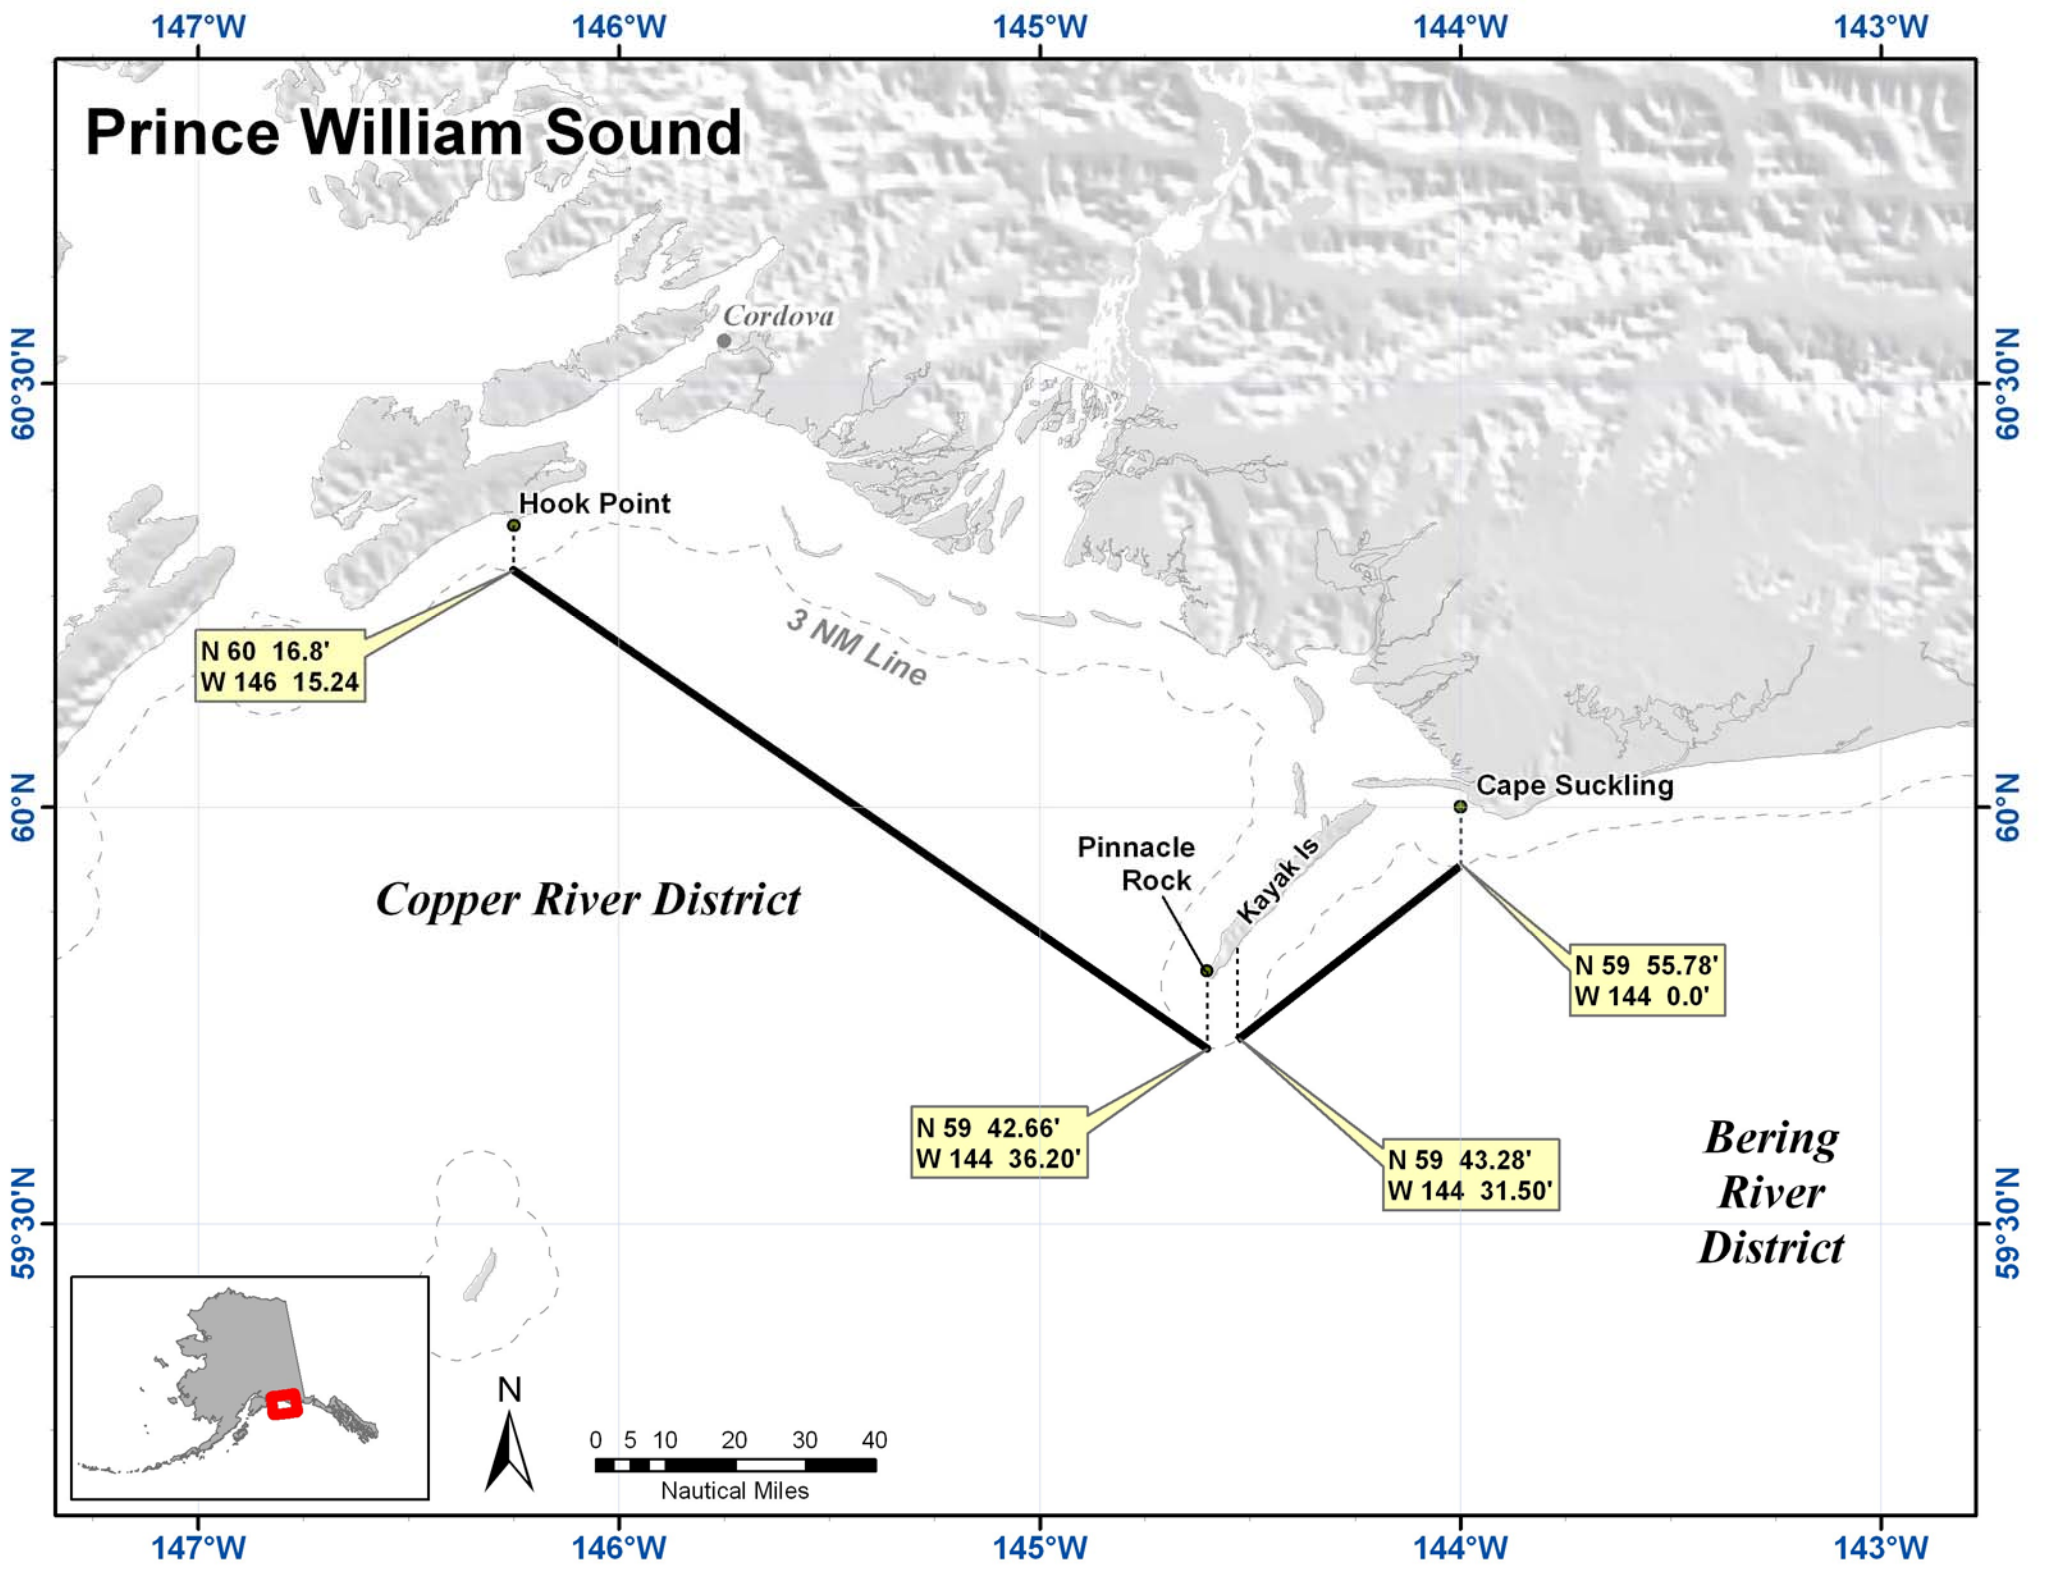 147°W
146°W
145°W
144°W
143°W
Prince William Sound
Cordova
60°30'N
60°30'N
Hook Point
3 NM Line
N 60 16.8'
W 146 15.24
60°N
60°N
Cape Suckling
Pinnacle
Rock
Kayak Is
Copper River District
N 59 55.78'
W 144 0.0'
N 59 42.66'
W 144 36.20'
N 59 43.28'
W 144 31.50'
Bering
River
District
59°30'N
59°30'N
N
0 5 10 20 30 40
Nautical Miles
147°W
146°W
145°W
144°W
143°W